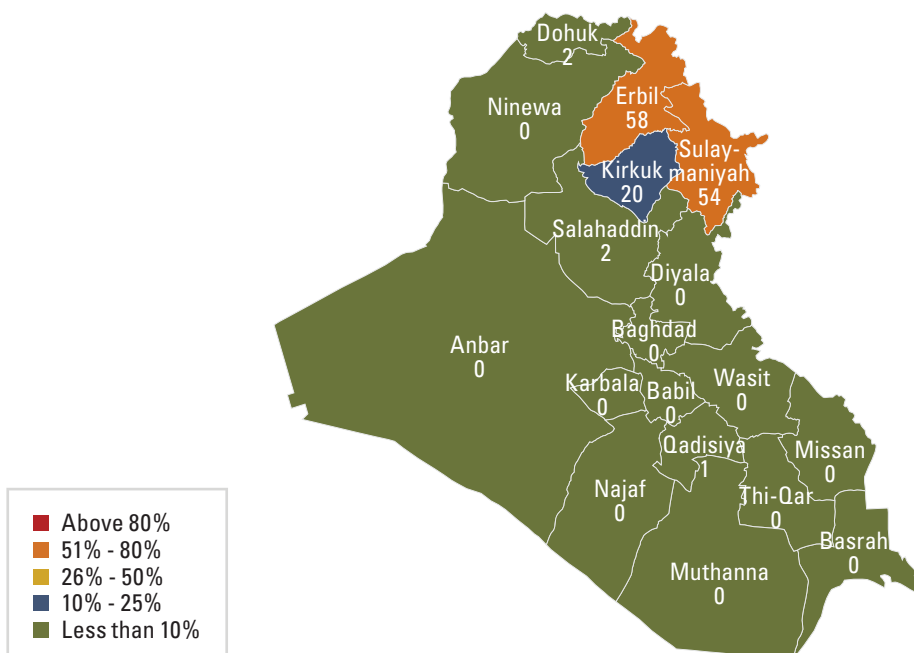 Dohuk
2
Ninewa
0
Erbil
58
Sulay-
maniyah
54
Kirkuk
20
Salahaddin
2
Diyala
0
Baghdad
0
Anbar
0
Wasit
0
Karbala
0
Babil
0
Qadisiya
1
Missan
0
Najaf
0
Thi-Qar
0
Basrah
0
Muthanna
0
Above 80%
51% - 80%
26% - 50%
10% - 25%
Less than 10%